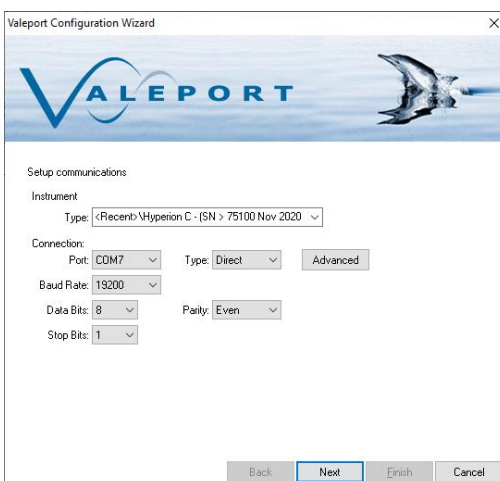 Valeport Configuration Wizard
VALEPORT
Setup communications
Instrument
Type: <Recent>\Hyperion C - (SN > 75100 Nov 2020
Connection:
Port: COM7 Type: Direct Advanced
Baud Rate: 19200
Data Bits: 8 Parity: Even
Stop Bits: 1
Back Next Finish Cancel